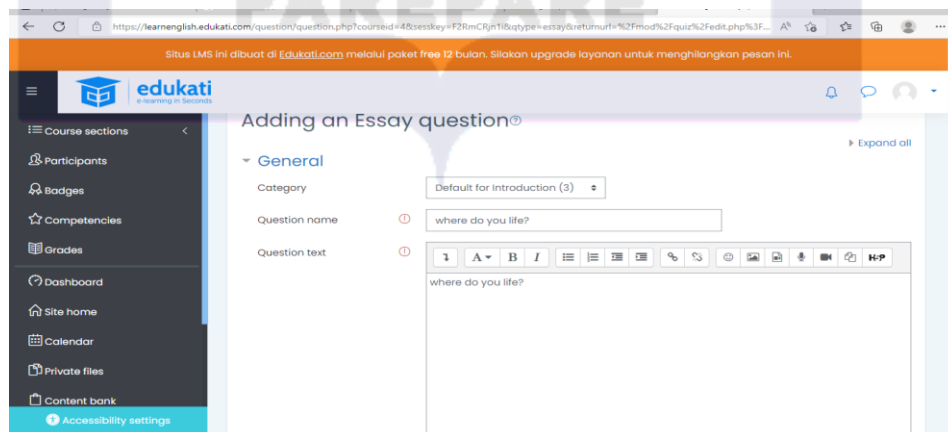 https://learnenglish.edukati.com/question/question.php?courseid=4&sesskey=F2RmCRjn1i&qtype=essay&returnurl=%2Fmod%2Fquiz%2Fedit.php%3F...
Situs LMS ini dibuat di Edukati.com melalui paket free 12 bulan. Silakan upgrade layanan untuk menghilangkan pesan ini.
edukati
e-learning in Seconds
Adding an Essay question
Expand all
Course sections
General
Participants
Category
Default for Introduction (3)
Badges
Competencies
Question name
where do you life?
Grades
Question text
A B I
H-P
Dashboard
where do you life?
Site home
Calendar
Private files
Content bank
Accessibility settings